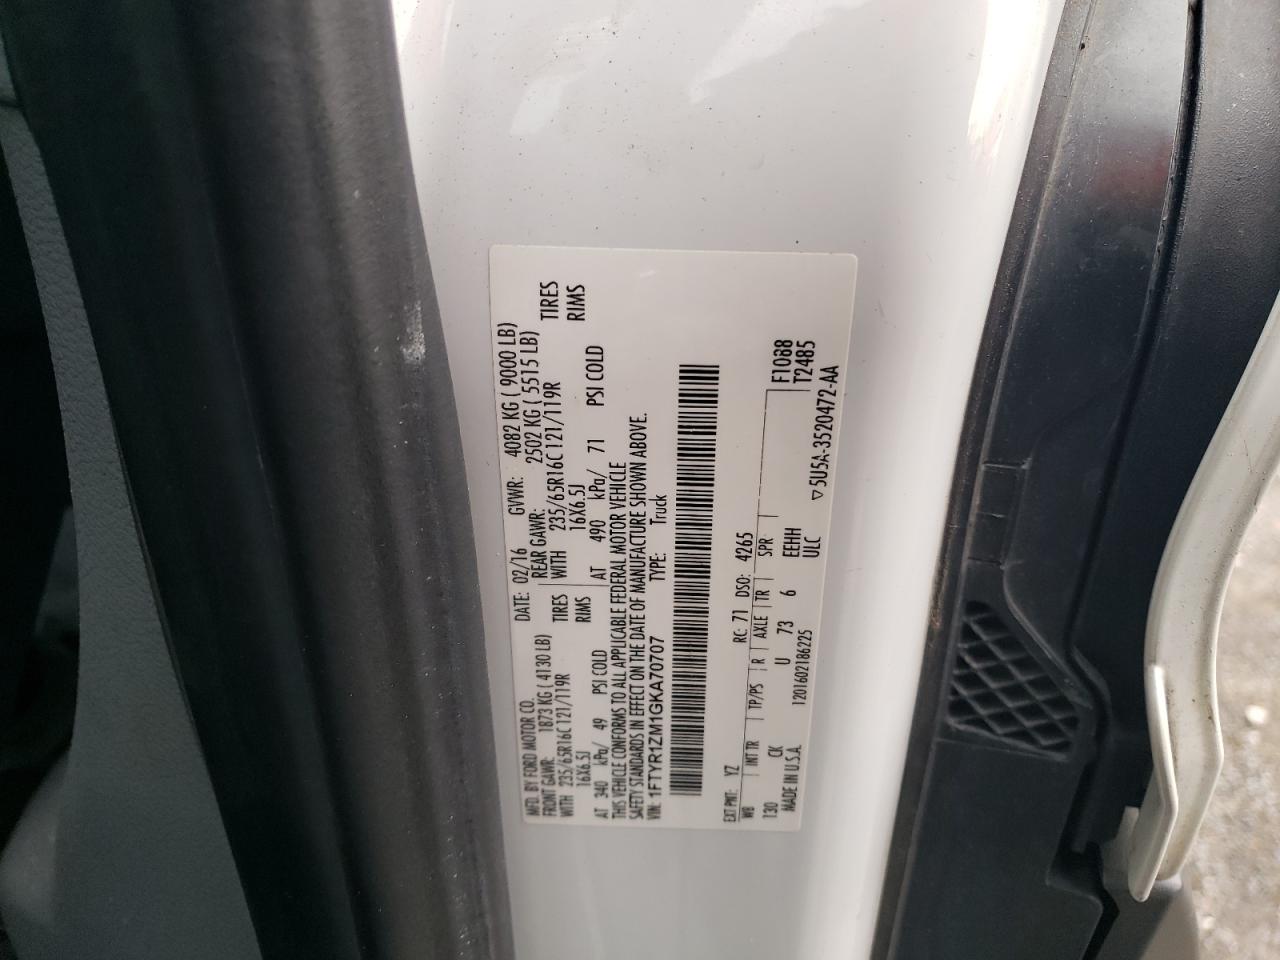 MFD. BY FORD MOTOR CO. DATE: 02/16 GVWR: 4082 KG ( 9000 LB)
FRONT GAWR: 1873 KG ( 4130 LB) REAR GAWR: 2502 KG ( 5515 LB)
WITH 235/65R16C 121/119R TIRES WITH 235/65R16C 121/119R TIRES
16X6.5J RIMS 16X6.5J RIMS
AT 340 kPa/ 49 PSI COLD AT 490 kPa/ 71 PSI COLD
THIS VEHICLE CONFORMS TO ALL APPLICABLE FEDERAL MOTOR VEHICLE
SAFETY STANDARDS IN EFFECT ON THE DATE OF MANUFACTURE SHOWN ABOVE.
VIN: 1FTYR1ZM1GKA70707 TYPE: Truck
EXT PNT: YZ RC: 71 DSO: 4265
WB INT TR TP/PS R AXLE TR SPR F1088
130 CK U 73 6 EEHH T2485
MADE IN U.S.A. 1201602186225 ULC ▽5U5A-3520472-AA